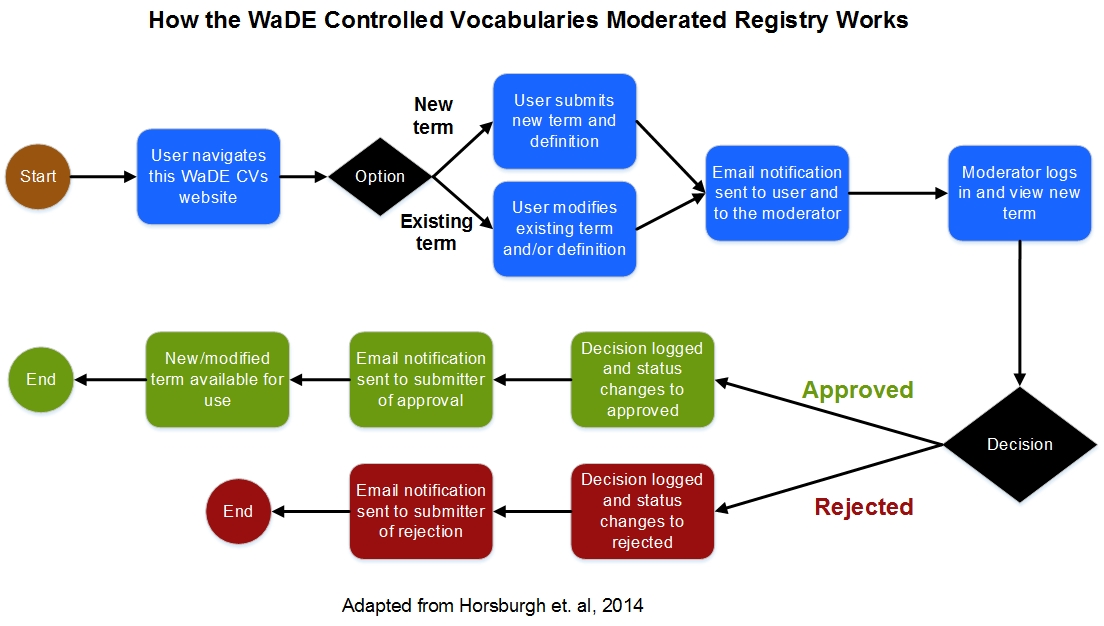 How the WaDE Controlled Vocabularies Moderated Registry Works
Start
User navigates
this WaDE CVs
website
Option
New
term
Existing
term
User submits
new term and
definition
User modifies
existing term
and/or definition
Email notification
sent to user and
to the moderator
Moderator logs
in and view new
term
Decision
Approved
Decision logged
and status
changes to
approved
Email notification
sent to submitter
of approval
New/modified
term available for
use
End
Rejected
Decision logged
and status
changes to
rejected
Email notification
sent to submitter
of rejection
End
Adapted from Horsburgh et. al, 2014